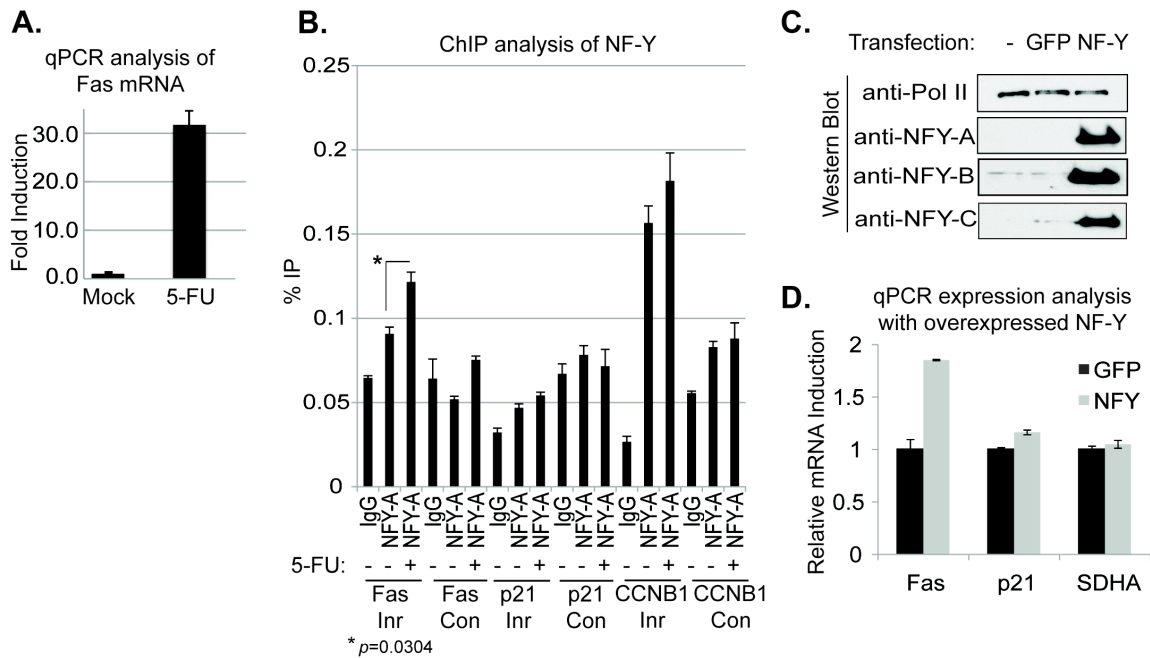 A.
qPCR analysis of
Fas mRNA
Fold Induction
30.0
20.0
10.0
0.0
Mock 5-FU
B.
ChIP analysis of NF-Y
% IP
0.25
0.2
0.15
0.1
0.05
0
*
IgG NFY-A NFY-A IgG NFY-A NFY-A IgG NFY-A NFY-A IgG NFY-A NFY-A IgG NFY-A NFY-A IgG NFY-A NFY-A
5-FU: - - + - - + - - + - - + - - + - - +
Fas Fas p21 p21 CCNB1 CCNB1
Inr Con Inr Con Inr Con
* p=0.0304
C.
Transfection: - GFP NF-Y
Western Blot
anti-Pol II
anti-NFY-A
anti-NFY-B
anti-NFY-C
D.
qPCR expression analysis
with overexpressed NF-Y
Relative mRNA Induction
2
1.5
1
0.5
0
GFP
NFY
Fas p21 SDHA